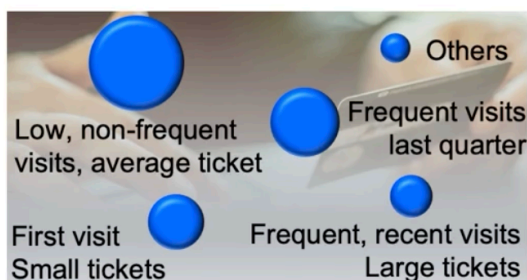 Others
Low, non-frequent
visits, average ticket
Frequent visits
last quarter
First visit
Small tickets
Frequent, recent visits
Large tickets